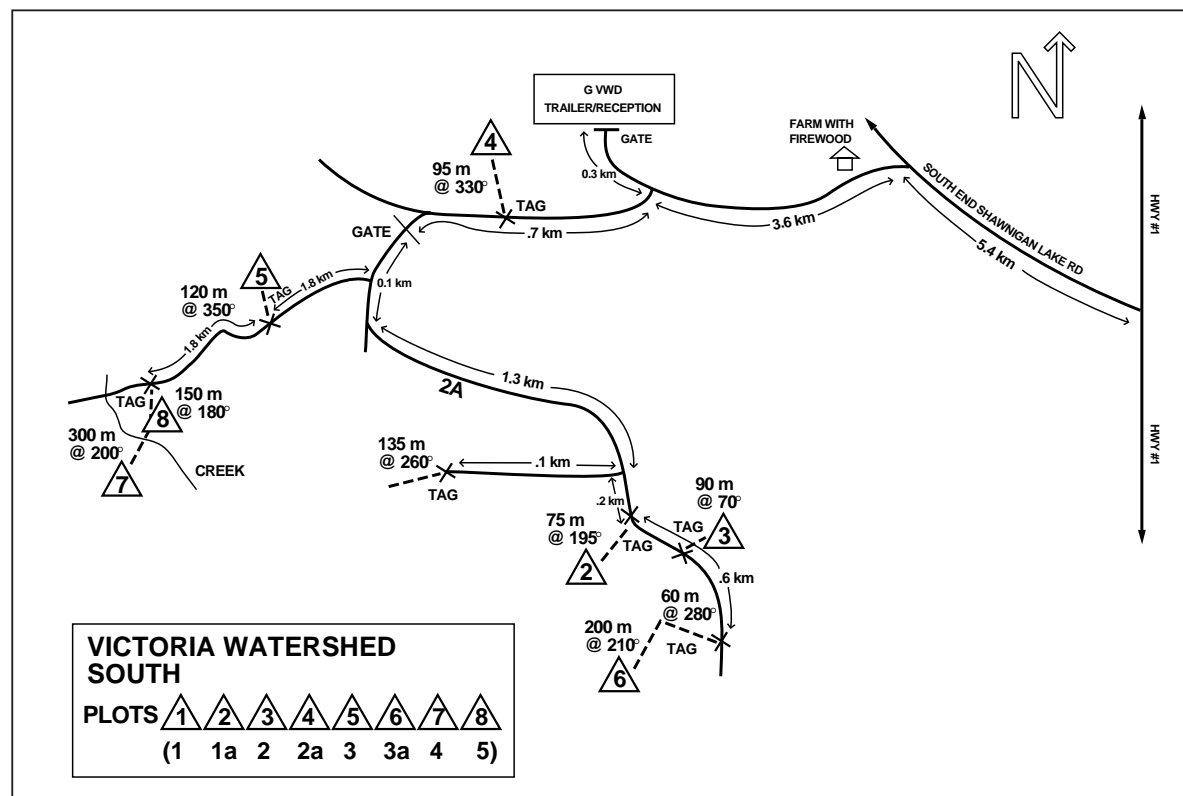 G VWD
TRAILER/RECEPTION
GATE
FARM WITH
FIREWOOD
N
HWY #1
SOUTH END SHAWNIGAN LAKE RD
4
95 m
@ 330°
TAG
0.3 km
3.6 km
5.4 km
GATE
.7 km
5
TAG
1.8 km
0.1 km
120 m
@ 350°
1.8 km
2A
1.3 km
TAG
8
150 m
@ 180°
300 m
@ 200°
7
CREEK
135 m
@ 260°
TAG
.1 km
.2 km
90 m
@ 70°
TAG
3
75 m
@ 195°
TAG
2
.6 km
60 m
@ 280°
TAG
200 m
@ 210°
6
HWY #1
VICTORIA WATERSHED
SOUTH
PLOTS 1 2 3 4 5 6 7 8
(1 1a 2 2a 3 3a 4 5)